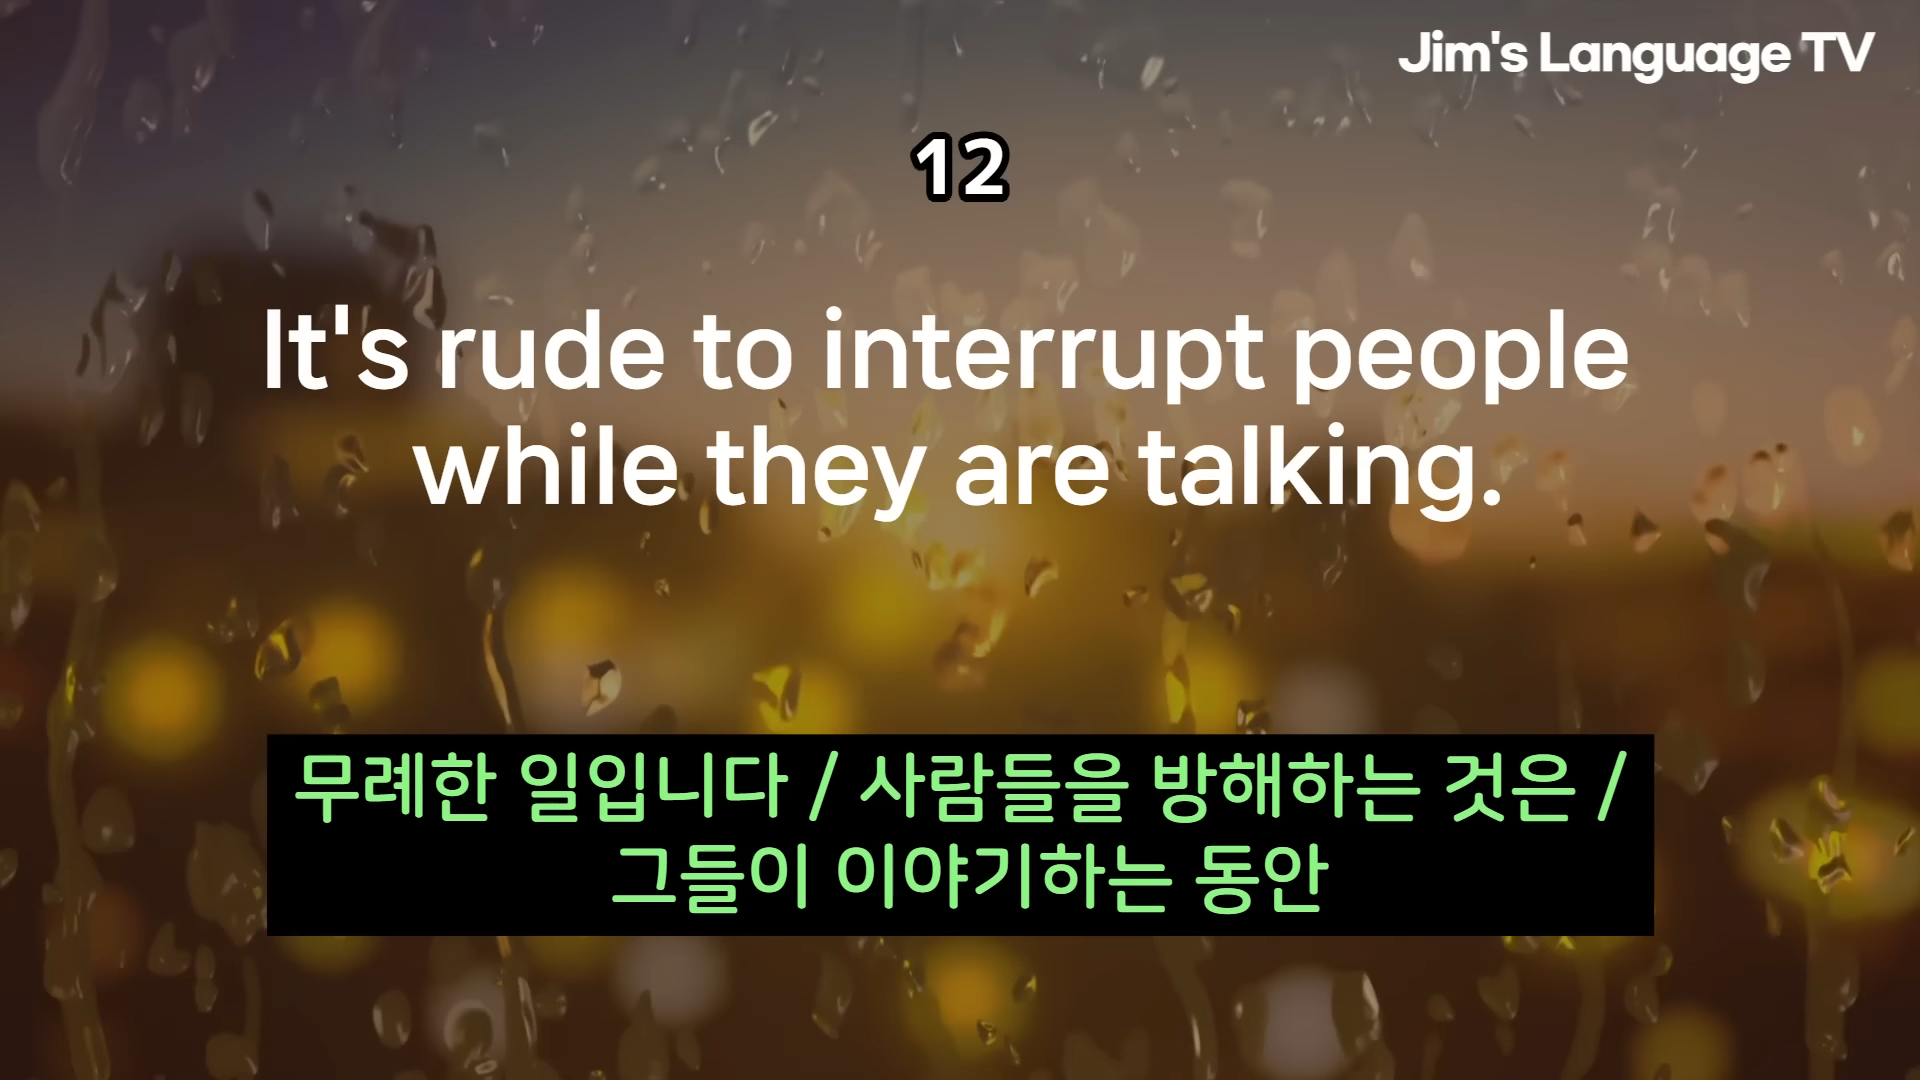 Jim's Language TV
12
It's rude to interrupt people
while they are talking.
무례한 일입니다 / 사람들을 방해하는 것은 /
그들이 이야기하는 동안